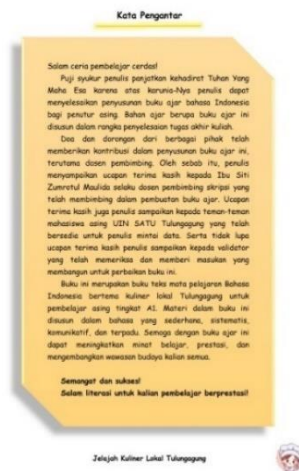 Kata Pengantar
Salam ceria pembelajar cerdas!
Puji syukur penulis panjatkan kehadirat Tuhan Yang
Maha Esa karena atas karunia-Nya penulis dapat
menyelesaikan penyusunan buku ajar bahasa Indonesia
bagi penutur asing. Bahan ajar berupa buku ajar ini
disusun dalam rangka penyelesaian tugas akhir kuliah.
Doa dan dorongan dari berbagai pihak telah
memberikan kontribusi dalam penyusunan buku ajar ini,
terutama dosen pembimbing. Oleh sebab itu, penulis
menyampaikan ucapan terima kasih kepada Ibu Siti
Zumrotul Maulida selaku dosen pembimbing skripsi yang
telah membimbing dalam pembuatan buku ajar. Ucapan
terima kasih juga penulis sampaikan kepada teman-teman
mahasiswa asing UIN SATU Tulungagung yang telah
bersedia untuk penulis mintai data. Serta tidak lupa
ucapan terima kasih penulis sampaikan kepada validator
yang telah memeriksa dan memberi masukan yang
membangun untuk perbaikan buku ini.
Buku ini merupakan buku teks mata pelajaran Bahasa
Indonesia bertema kuliner lokal Tulungagung untuk
pembelajar asing tingkat A1. Materi dalam buku ini
disusun dalam bahasa yang sederhana, sistematis,
komunikatif, dan terpadu. Semoga dengan buku ajar ini
dapat meningkatkan minat belajar, prestasi, dan
mengembangkan wawasan budaya kalian semua.
Semangat dan sukses!
Salam literasi untuk kalian pembelajar berprestasi!
Jelajah Kuliner Lokal Tulungagung